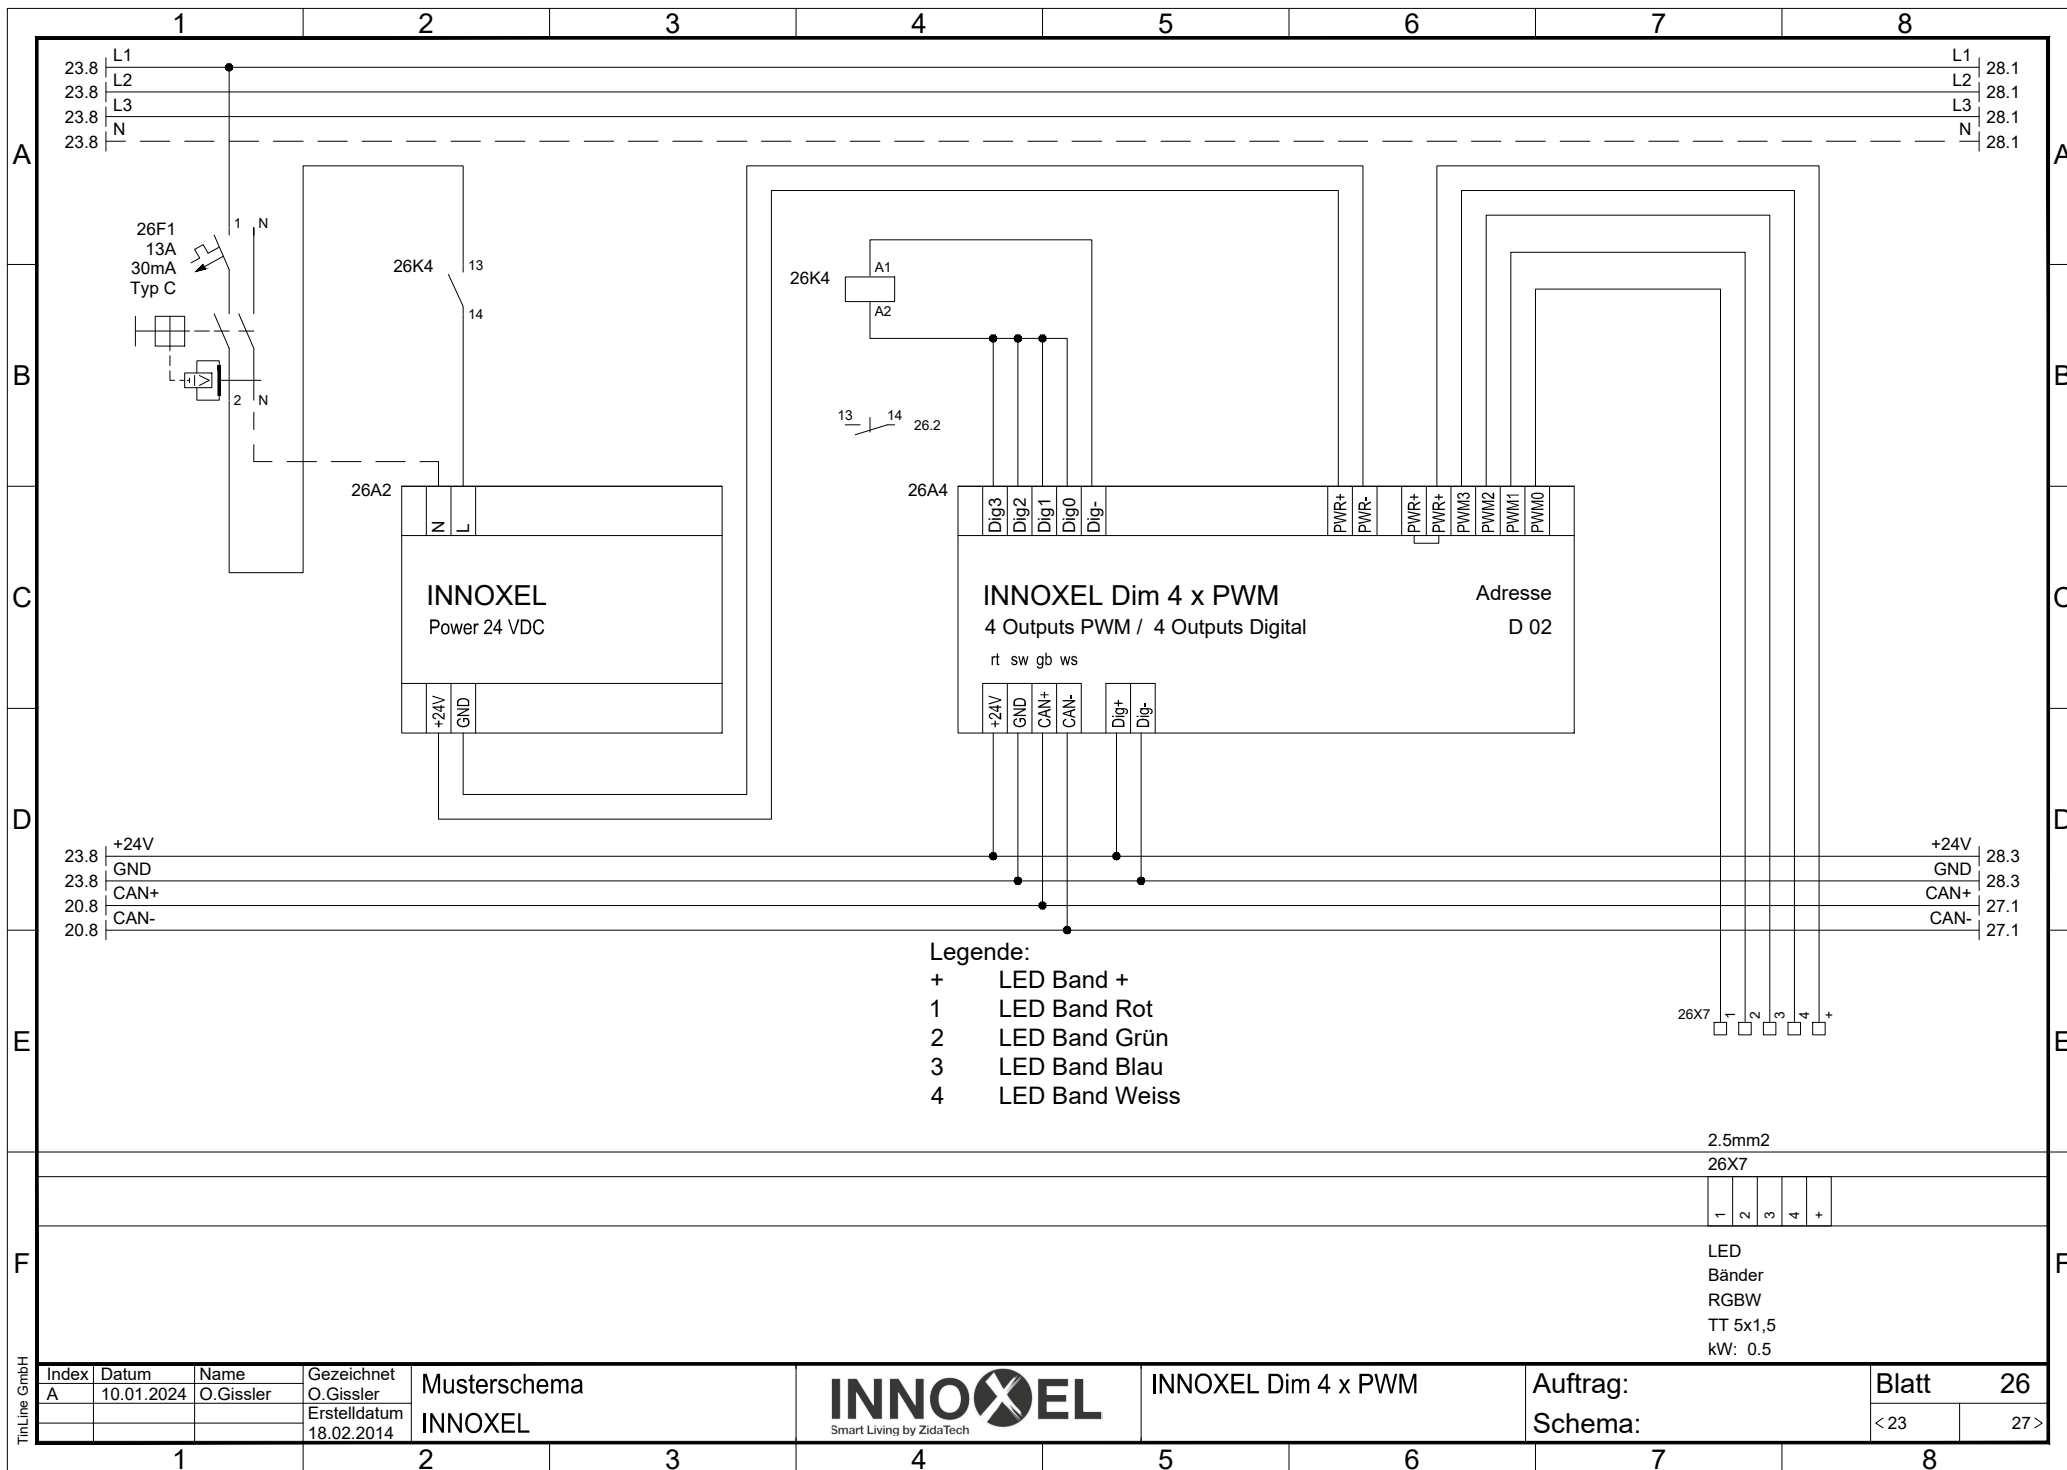 1 2 3 4 5 6 7 8
L1 L1
23.8 28.1
L2 L2
23.8 28.1
L3 L3
23.8 28.1
N N
23.8 28.1
A A
26F1 1 N
13A
30mA
Typ C
26K4 13
14
26K4 A1
A2
B B
2 N
13 14 26.2
26A2
N L
INNOXEL
Power 24 VDC
+24V GND
26A4
Dig3 Dig2 Dig1 Dig0 Dig- PWR+ PWR- PWR+ PWR+ PWM3 PWM2 PWM1 PWM0
C C
INNOXEL Dim 4 x PWM Adresse
4 Outputs PWM / 4 Outputs Digital D 02
rt sw gb ws
+24V GND CAN+ CAN- Dig+ Dig-
D D
+24V +24V
23.8 28.3
GND GND
23.8 28.3
CAN+ CAN+
20.8 27.1
CAN- CAN-
20.8 27.1
Legende:
+ LED Band +
1 LED Band Rot
2 LED Band Grün
3 LED Band Blau
4 LED Band Weiss
E E
26X7 1 2 3 4 +
2.5mm2
26X7
1 2 3 4 +
F F
LED
Bänder
RGBW
TT 5x1,5
kW: 0.5
TinLine GmbH
Index Datum Name Gezeichnet
A 10.01.2024 O.Gissler O.Gissler
Erstelldatum
18.02.2014
Musterschema
INNOXEL
INNOXEL
Smart Living by ZidaTech
INNOXEL Dim 4 x PWM
Auftrag:
Schema:
Blatt 26
< 23 27 >
1 2 3 4 5 6 7 8